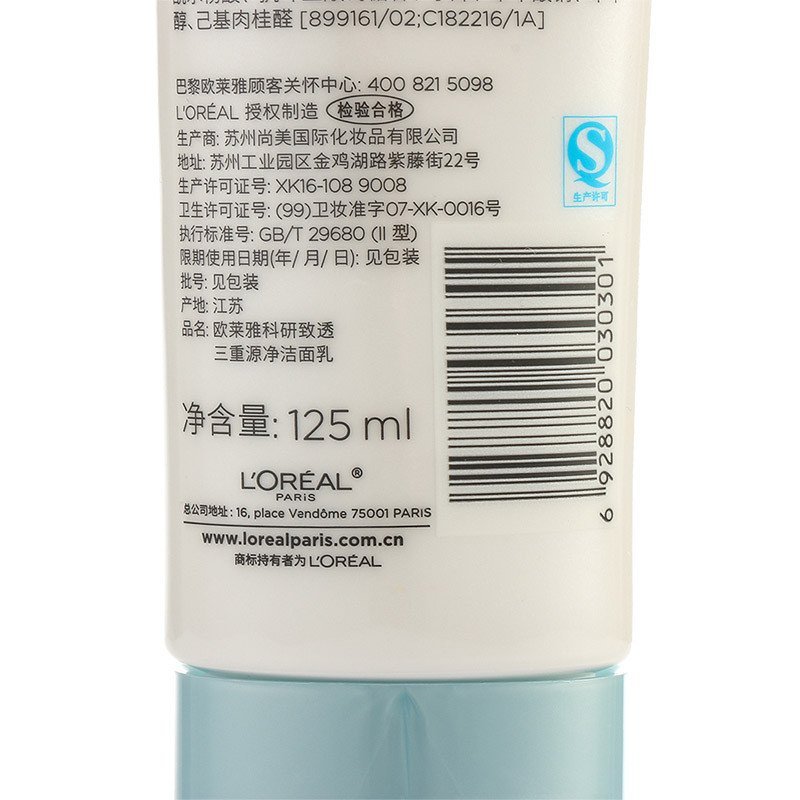 醇、己基肉桂醛 [899161/02;C182216/1A]
巴黎欧莱雅顾客关怀中心: 400 821 5098
L'ORÉAL 授权制造 检验合格
生产商: 苏州尚美国际化妆品有限公司
地址: 苏州工业园区金鸡湖路紫藤街22号
生产许可证号: XK16-108 9008
卫生许可证号: (99)卫妆准字07-XK-0016号
执行标准号: GB/T 29680 (II 型)
限期使用日期(年/ 月/ 日): 见包装
批号: 见包装
产地: 江苏
品名: 欧莱雅科研致透
三重源净洁面乳
净含量: 125 ml
L'ORÉAL®
PARIS
总公司地址: 16, place Vendôme 75001 PARIS
www.lorealparis.com.cn
商标持有者为 L'ORÉAL
生产许可
6 928820 030301